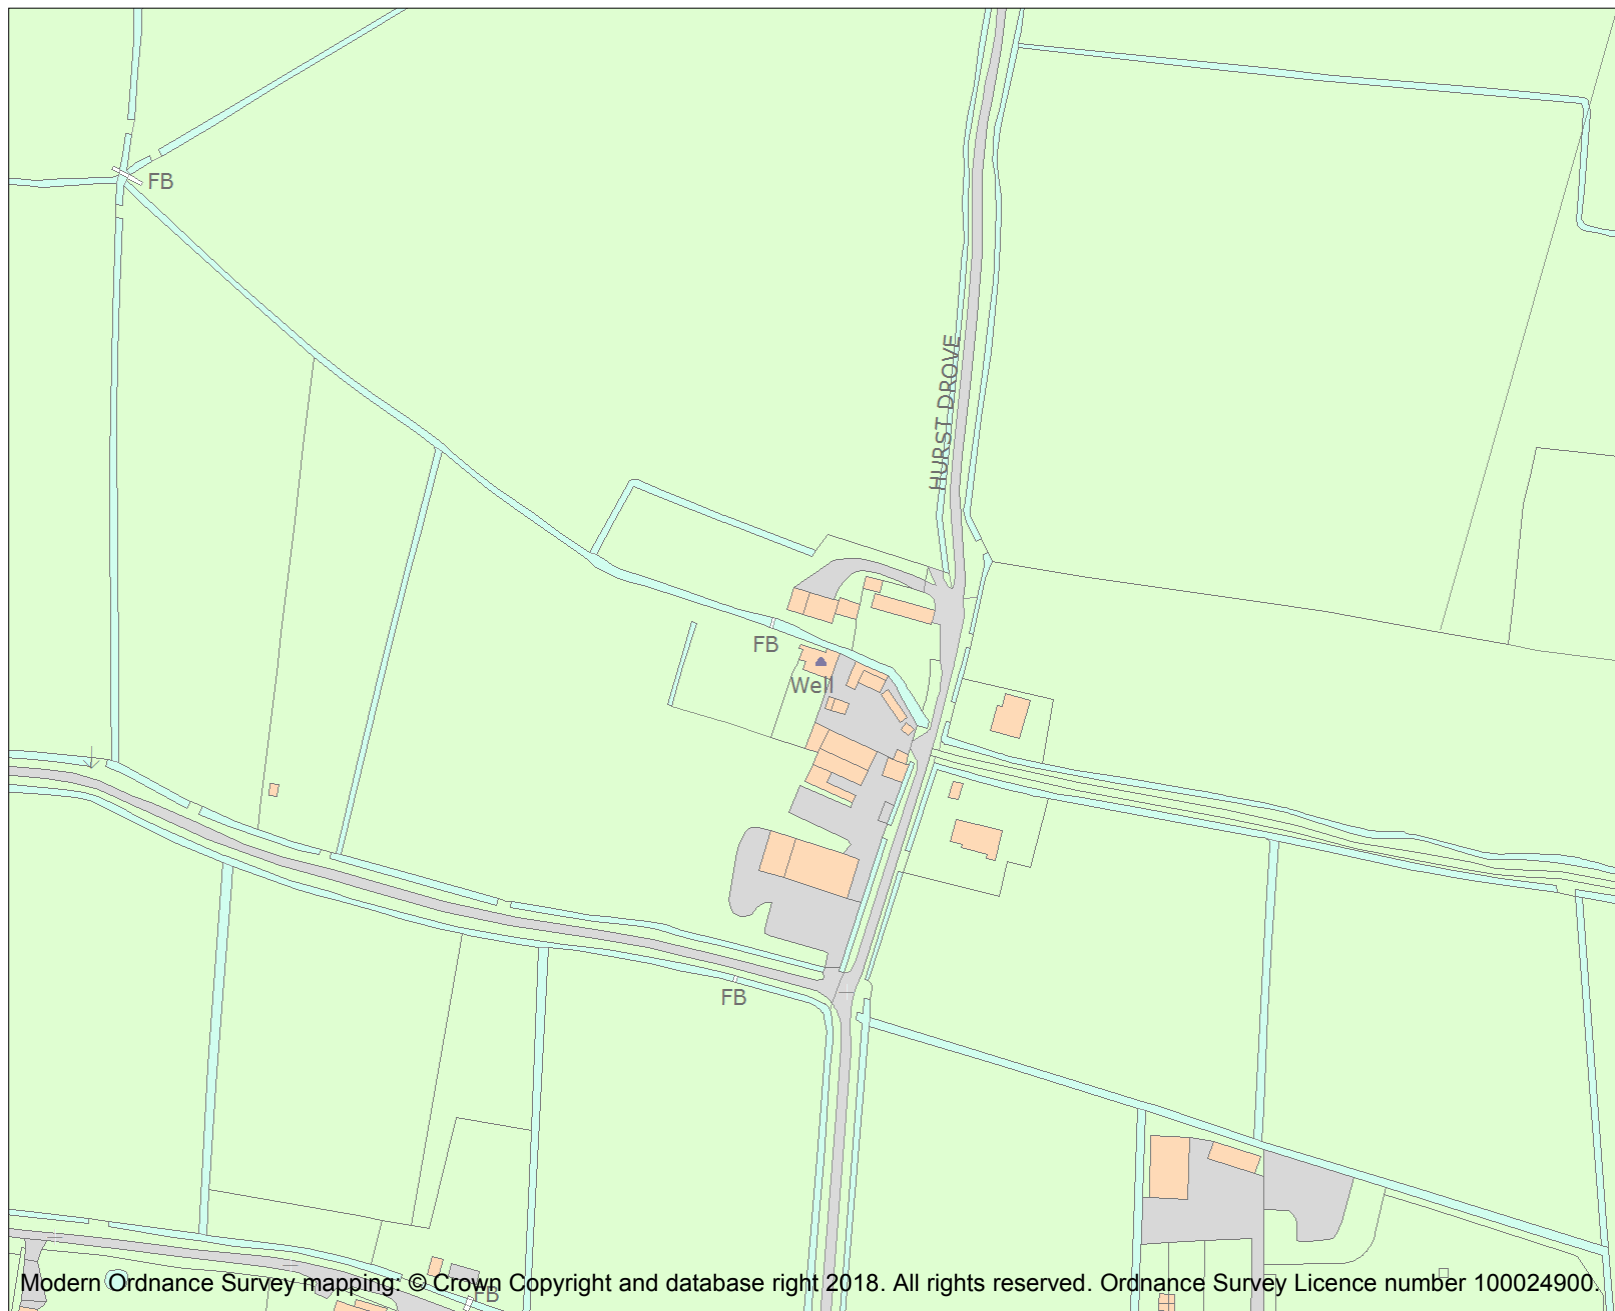 FB
HURST DROVE
FB
Well
FB
FB
Modern Ordnance Survey mapping: © Crown Copyright and database right 2018. All rights reserved. Ordnance Survey Licence number 100024900.